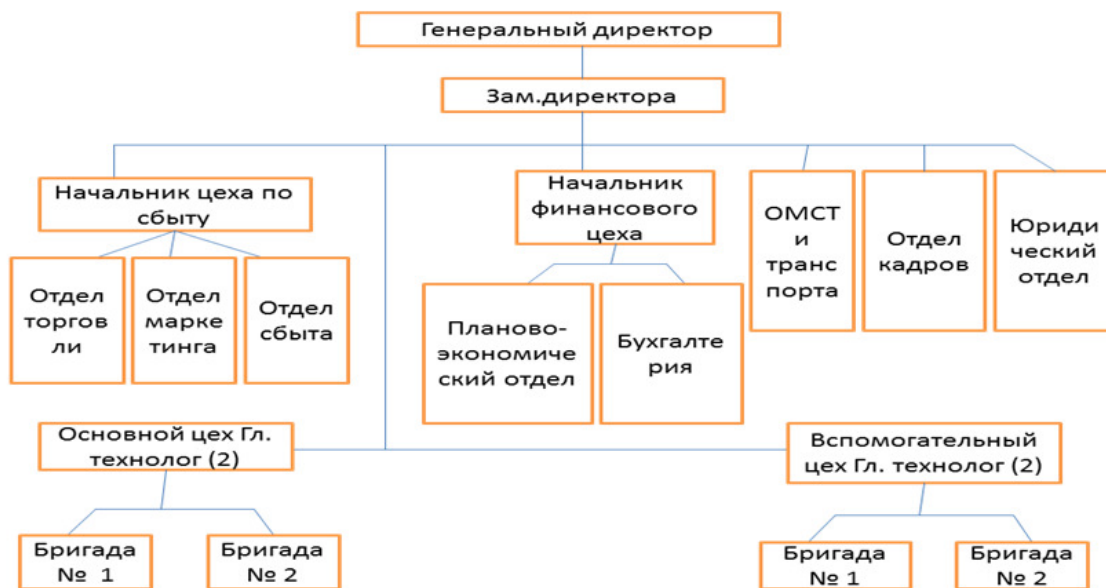 Генеральный директор
Зам.директора
Начальник цеха по
сбыту
Начальник
финансового
цеха
ОМСТ
и
транс
порта
Отдел
кадров
Юриди
ческий
отдел
Отдел
торгов
ли
Отдел
марке
тинга
Отдел
сбыта
Планово-
экономиче
ский отдел
Бухгалте
рия
Основной цех Гл.
технолог (2)
Вспомогательный
цех Гл. технолог (2)
Бригада
№ 1
Бригада
№ 2
Бригада
№ 1
Бригада
№ 2